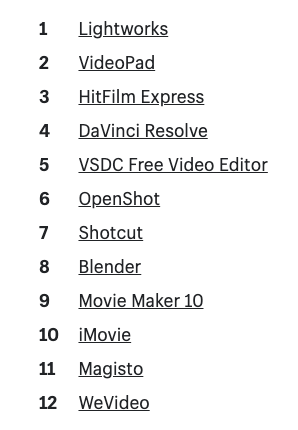 1 Lightworks
2 VideoPad
3 HitFilm Express
4 DaVinci Resolve
5 VSDC Free Video Editor
6 OpenShot
7 Shotcut
8 Blender
9 Movie Maker 10
10 iMovie
11 Magisto
12 WeVideo